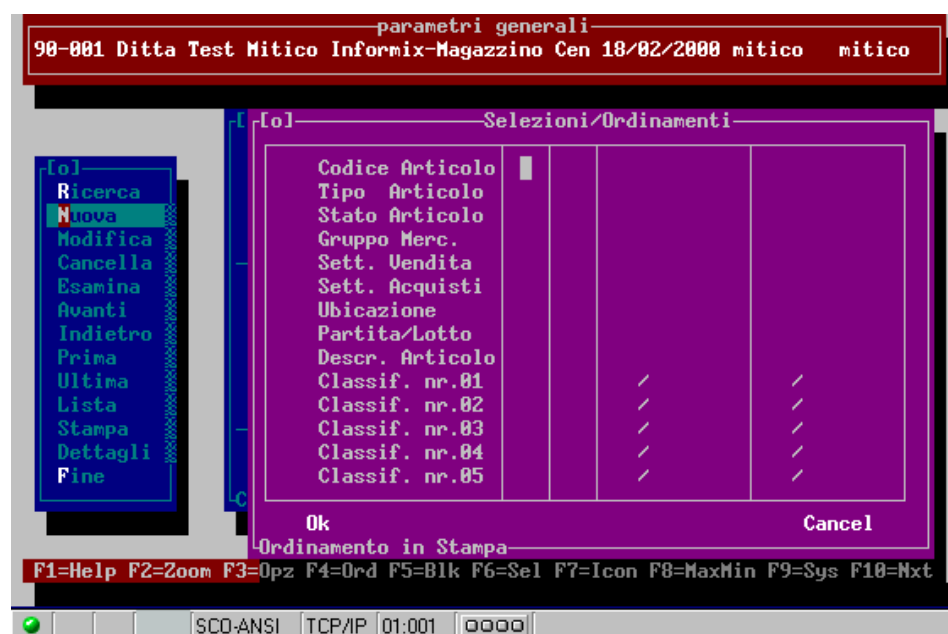 parametri generali
90-001 Ditta Test Mitico Informix-Magazzino Cen 18/02/2000 mitico mitico
[ [o] Selezioni/Ordinamenti
[o]
Ricerca
Nuova
Modifica
Cancella
Esamina
Avanti
Indietro
Prima
Ultima
Lista
Stampa
Dettagli
Fine
Codice Articolo
Tipo Articolo
Stato Articolo
Gruppo Merc.
Sett. Vendita
Sett. Acquisti
Ubicazione
Partita/Lotto
Descr. Articolo
Classif. nr.01 / /
Classif. nr.02 / /
Classif. nr.03 / /
Classif. nr.04 / /
Classif. nr.05 / /
C
Ok Cancel
Ordinamento in Stampa
F1=Help F2=Zoom F3=Opz F4=Ord F5=Blk F6=Sel F7=Icon F8=MaxMin F9=Sys F10=Nxt
SCO-ANSI TCP/IP 01:001